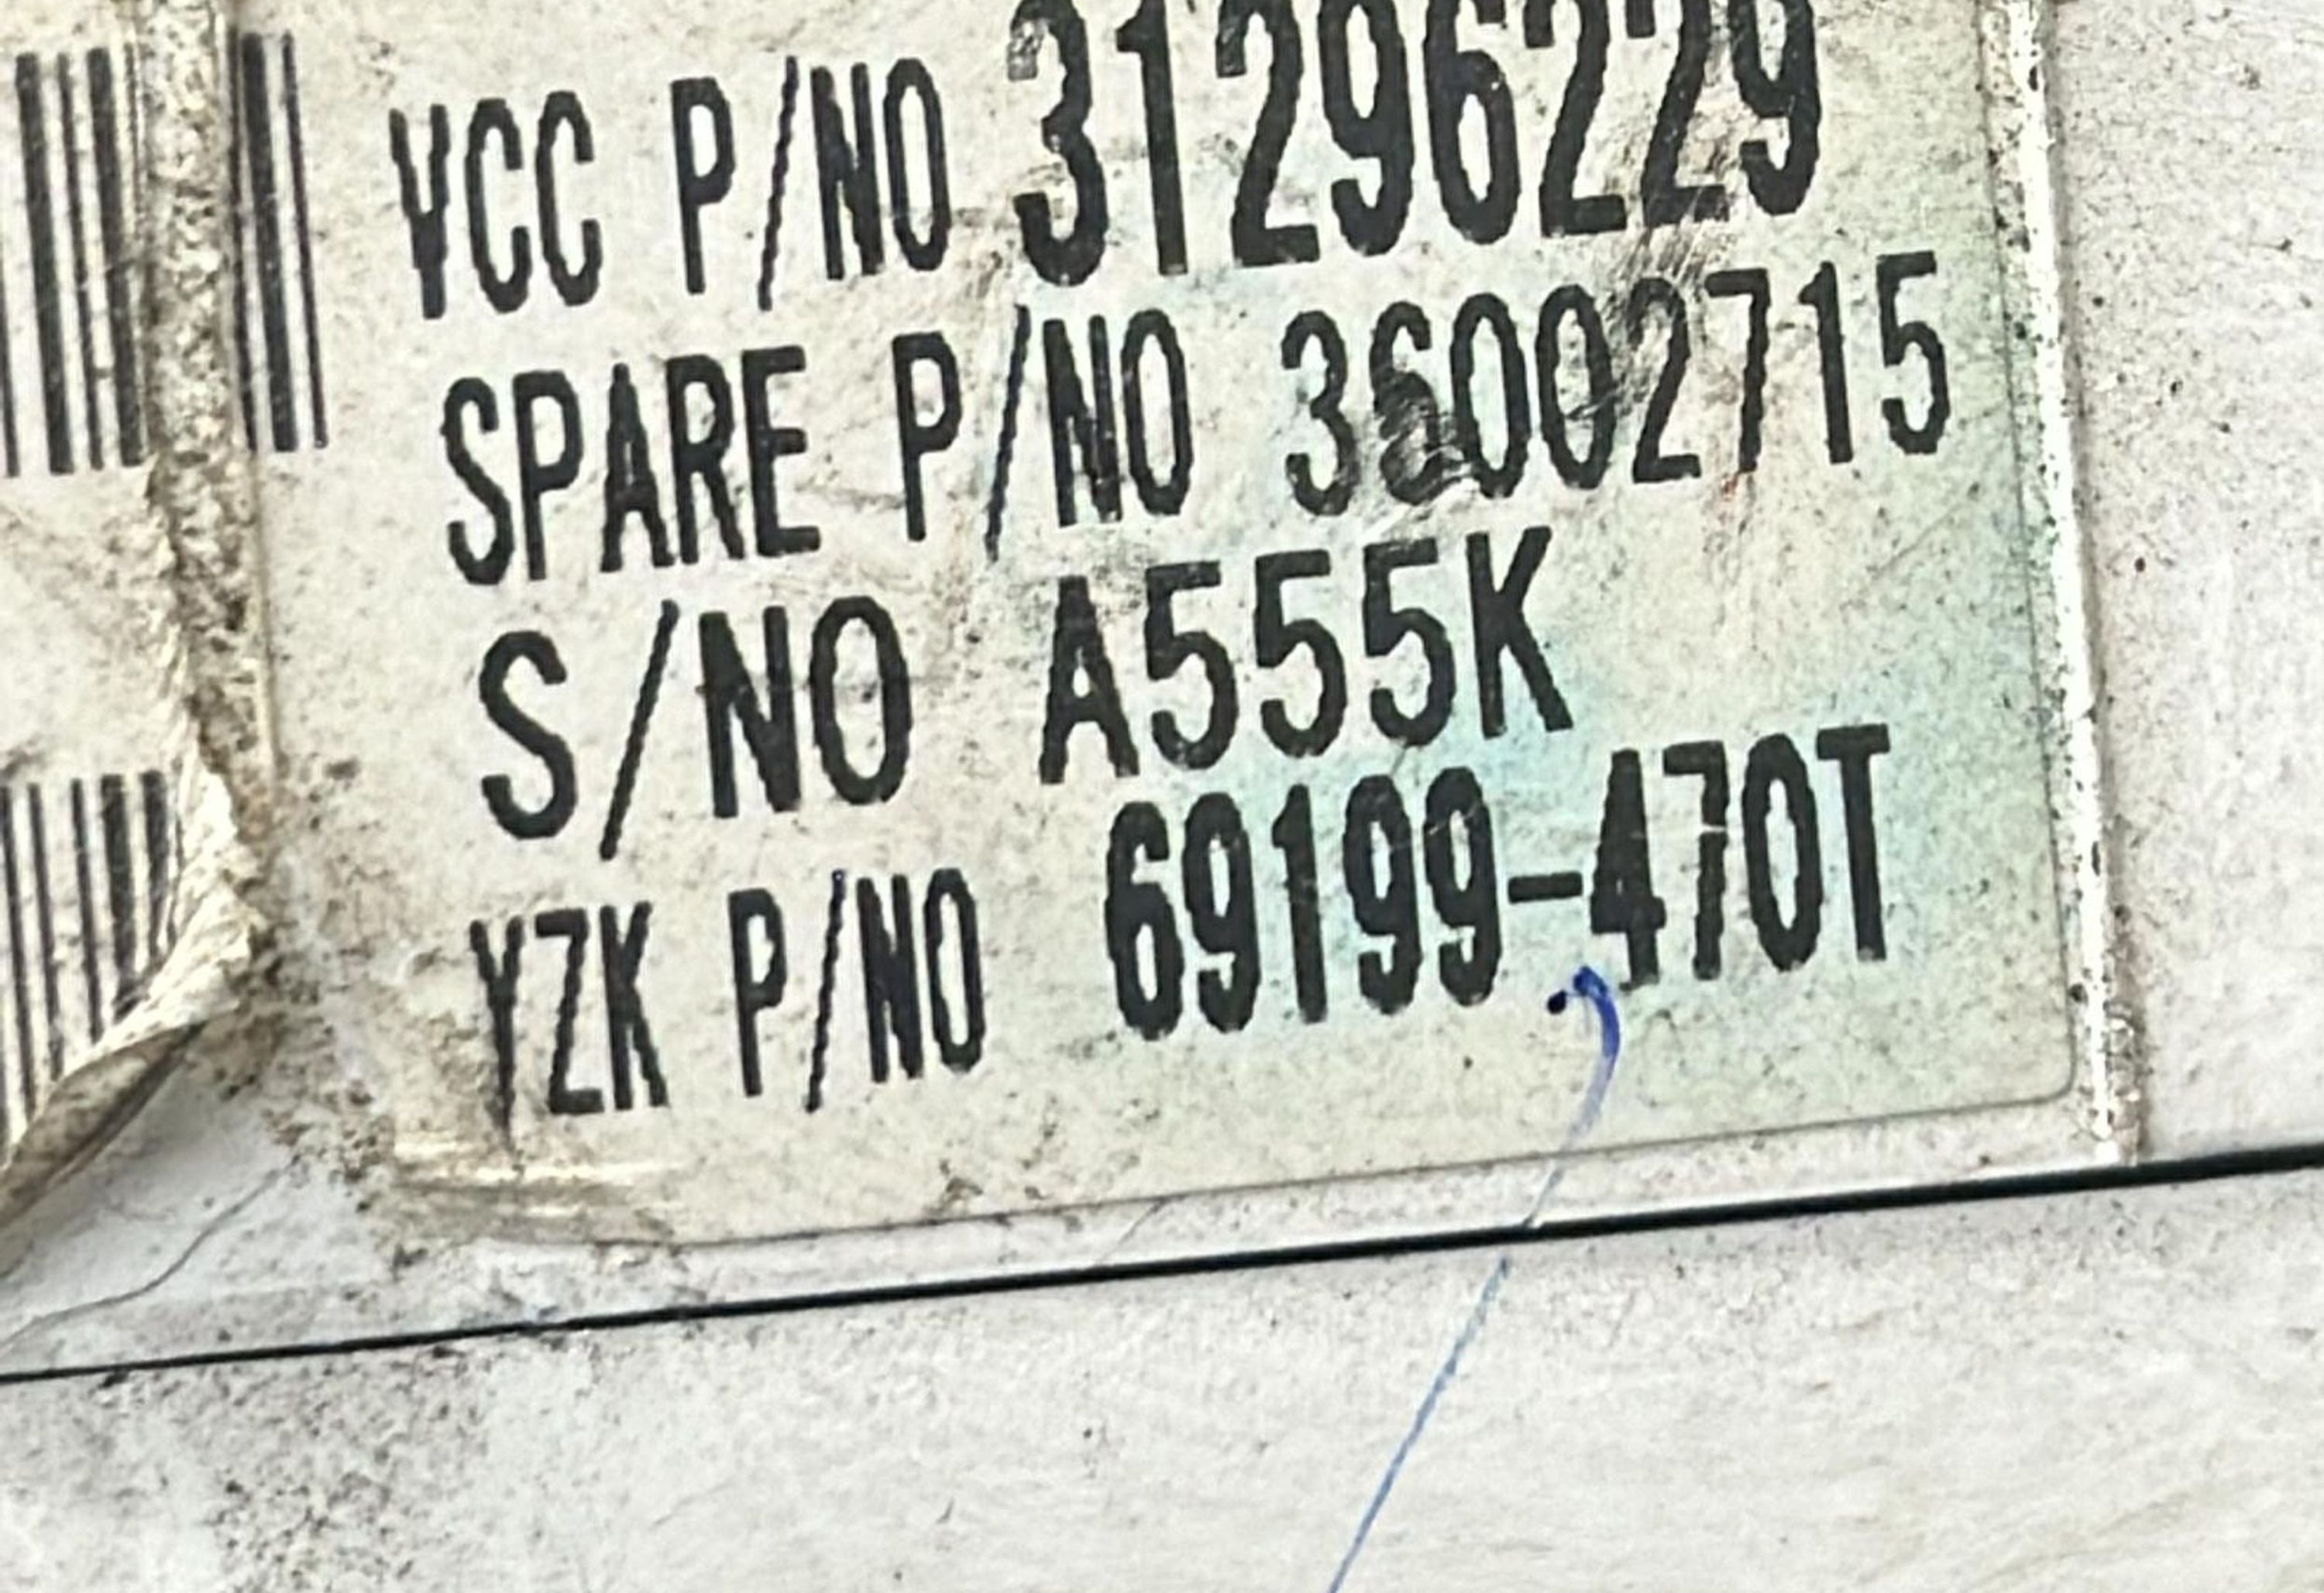 VCC P/NO 31296229
SPARE P/NO 36002715
S/NO A555K
YZK P/NO 69199-470T